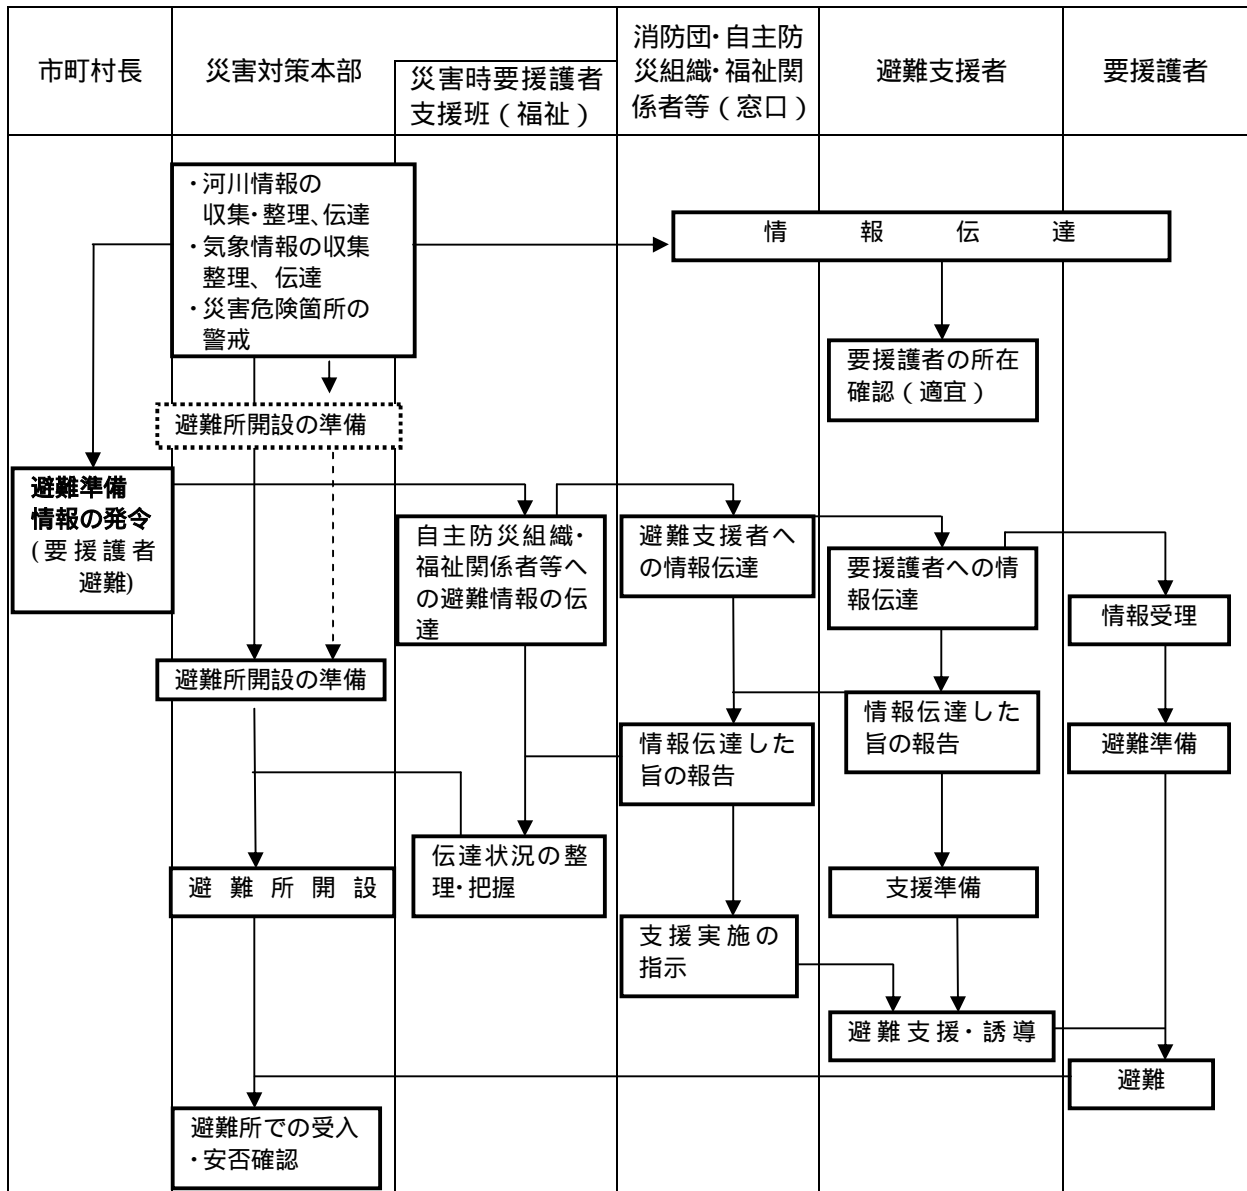 市町村長
災害対策本部
災害時要援護者
支援班（福祉）
消防団・自主防
災組織・福祉関
係者等（窓口）
避難支援者
要援護者
・河川情報の
収集・整理、伝達
・気象情報の収集
整理、伝達
・災害危険箇所の
警戒
情報伝達
要援護者の所在
確認（適宜）
避難所開設の準備
避難準備
情報の発令
(要援護者
避難)
自主防災組織・
福祉関係者等へ
の避難情報の伝
達
避難支援者へ
の情報伝達
要援護者への情
報伝達
情報受理
避難所開設の準備
情報伝達した
旨の報告
情報伝達した
旨の報告
避難準備
伝達状況の整
理・把握
避難所開設
支援準備
支援実施の
指示
避難支援・誘導
避難
避難所での受入
・安否確認